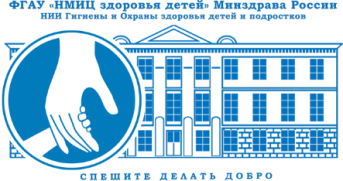 ФГАУ «НМИЦ здоровья детей» Минздрава России
НИИ Гигиены и Охраны здоровья детей и подростков
СПЕШИТЕ ДЕЛАТЬ ДОБРО